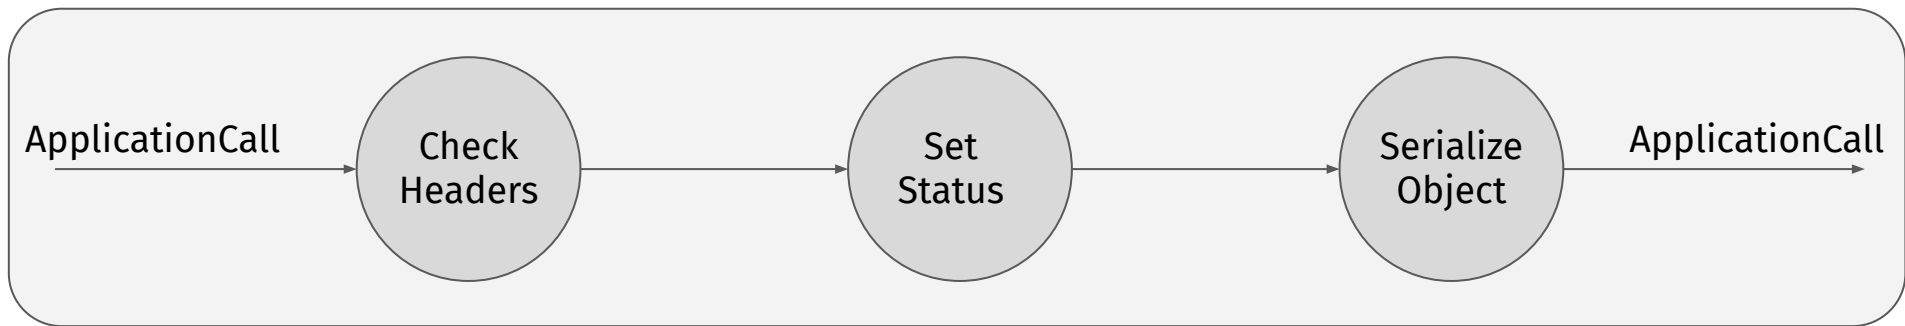 ApplicationCall
Check
Headers
Set
Status
Serialize
Object
ApplicationCall